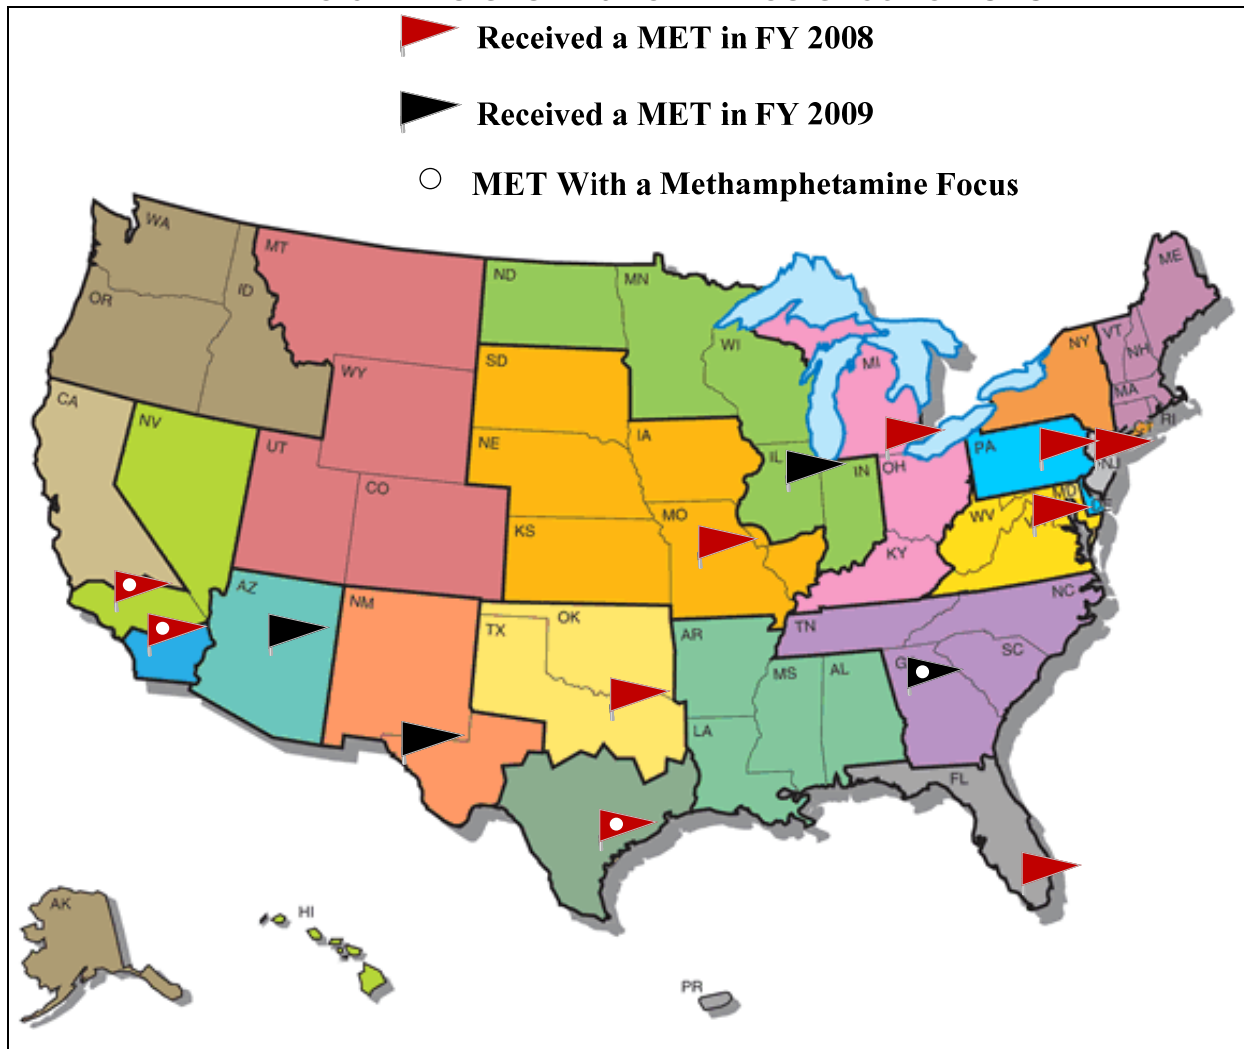 Received a MET in FY 2008
Received a MET in FY 2009
MET With a Methamphetamine Focus
WA
MT
ND
MN
ME
OR
ID
VT
NY
NH
WI
MI
SD
WY
MA
CA
NV
RI
CT
UT
NE
IA
IL
IN
OH
PA
NJ
CO
KS
MO
WV
MD
DE
KY
AZ
NM
NC
TX
OK
AR
TN
SC
MS
AL
LA
FL
AK
HI
PR